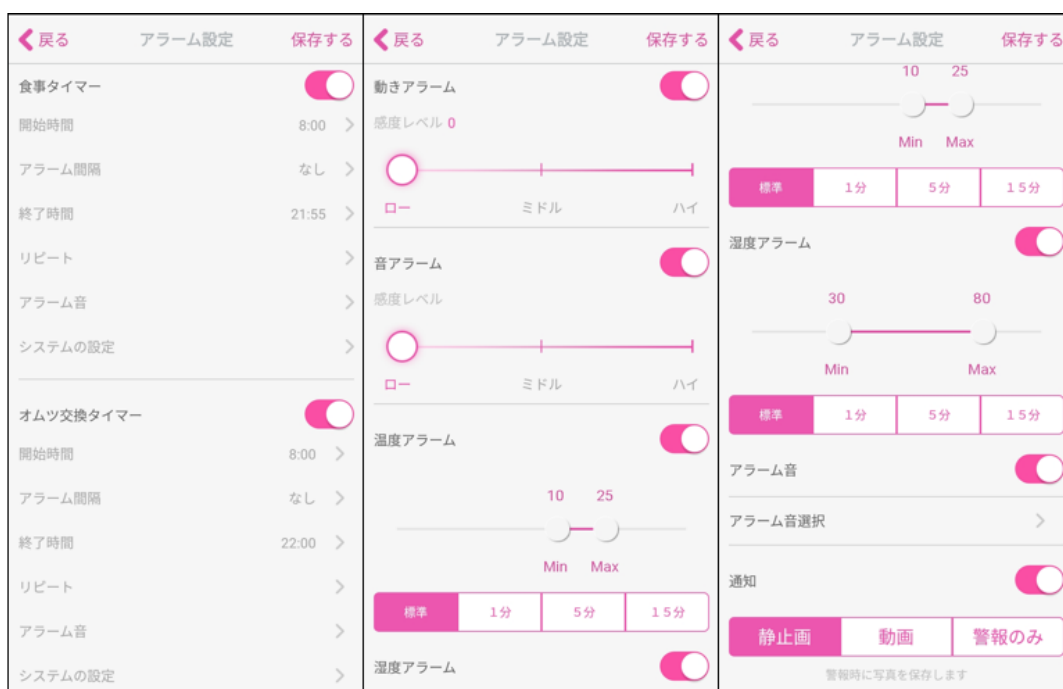 戻る アラーム設定 保存する
食事タイマー
開始時間 8:00
アラーム間隔 なし
終了時間 21:55
リピート
アラーム音
システムの設定
オムツ交換タイマー
開始時間 8:00
アラーム間隔 なし
終了時間 22:00
リピート
アラーム音
システムの設定
戻る アラーム設定 保存する
動きアラーム
感度レベル 0
ロー ミドル ハイ
音アラーム
感度レベル
ロー ミドル ハイ
温度アラーム
10 25
Min Max
標準 1分 5分 15分
湿度アラーム
戻る アラーム設定 保存する
10 25
Min Max
標準 1分 5分 15分
湿度アラーム
30 80
Min Max
標準 1分 5分 15分
アラーム音
アラーム音選択
通知
静止画 動画 警報のみ
警報時に写真を保存します